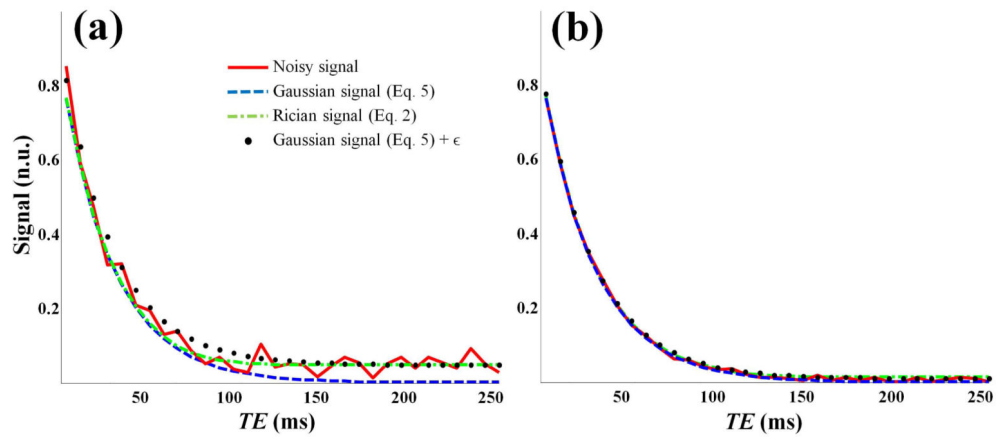 (a)
Noisy signal
Gaussian signal (Eq. 5)
Rician signal (Eq. 2)
Gaussian signal (Eq. 5) + ϵ
Signal (n.u.)
0.8
0.6
0.4
0.2
50
100
150
200
250
TE (ms)
(b)
0.8
0.6
0.4
0.2
50
100
150
200
250
TE (ms)